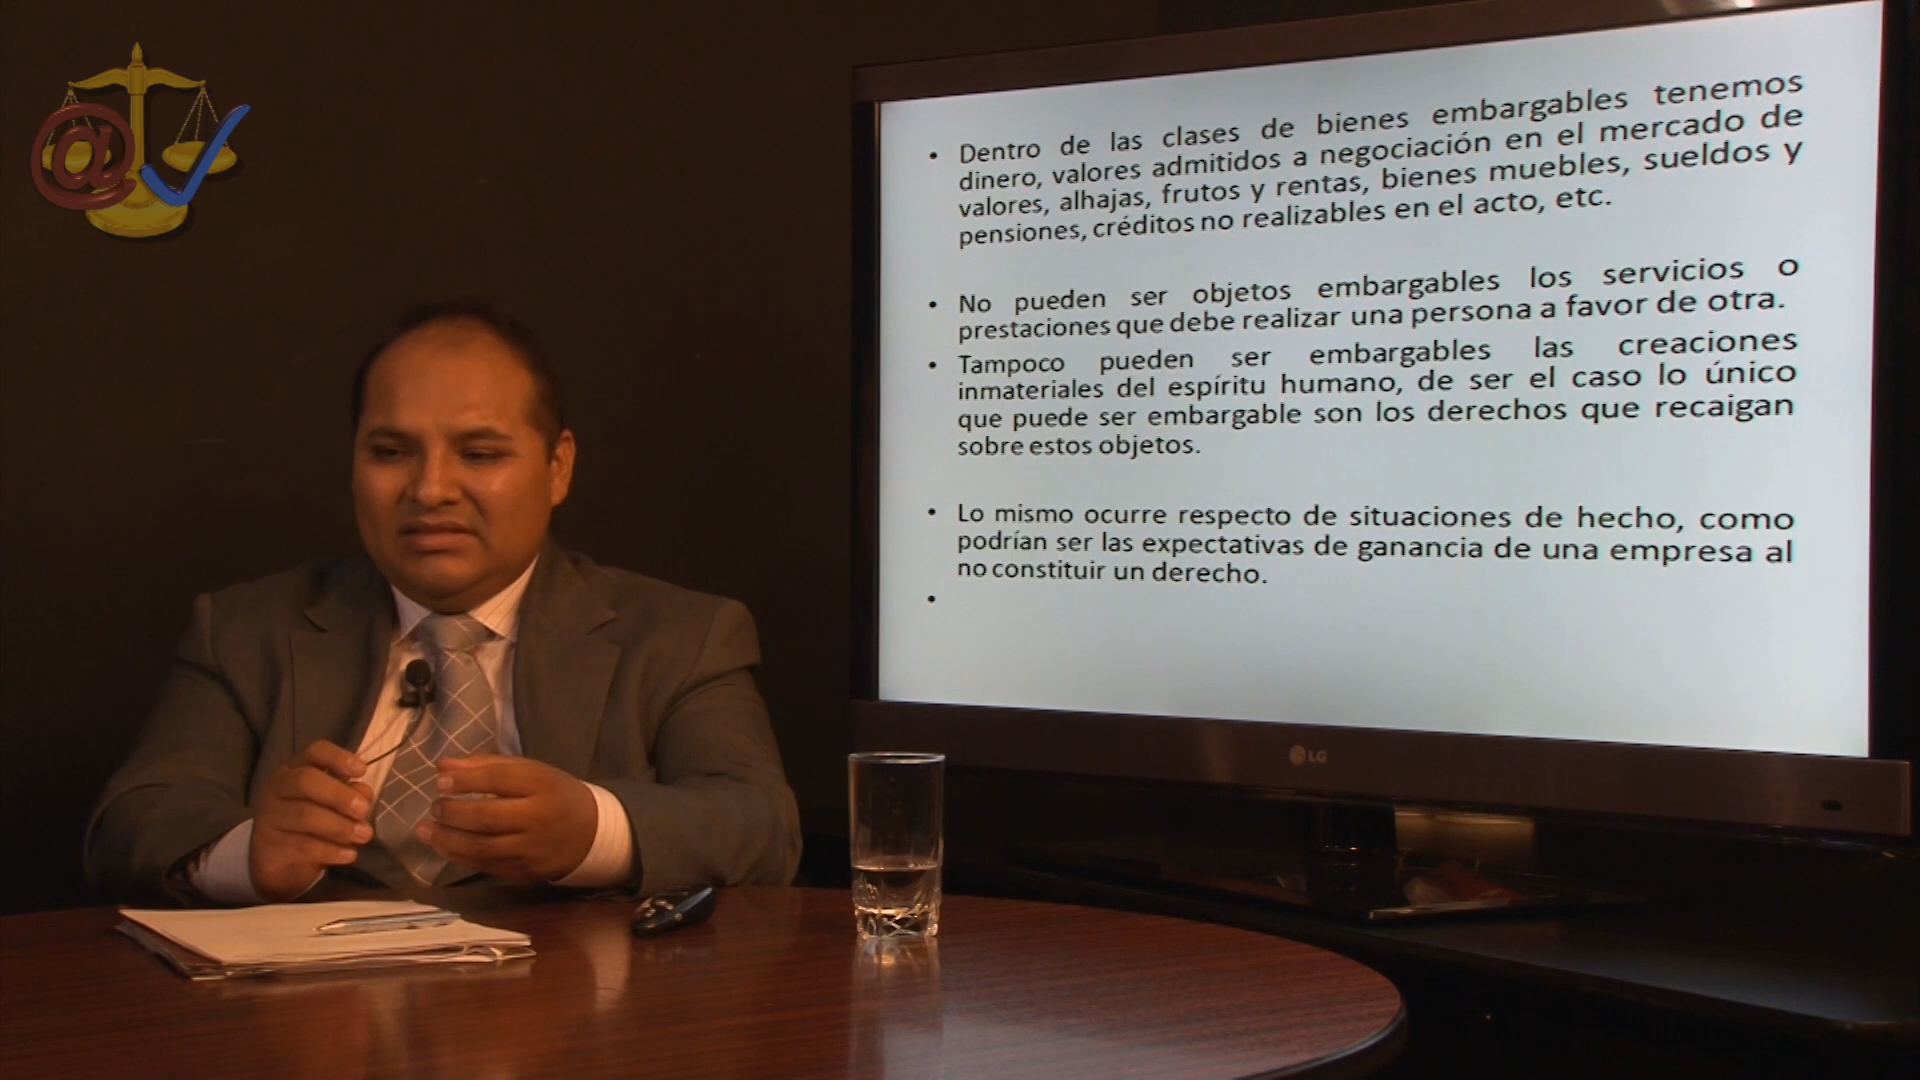 • Dentro de las clases de bienes embargables tenemos
dinero, valores admitidos a negociación en el mercado de
valores, alhajas, frutos y rentas, bienes muebles, sueldos y
pensiones, créditos no realizables en el acto, etc.
• No pueden ser objetos embargables los servicios o
prestaciones que debe realizar una persona a favor de otra.
• Tampoco pueden ser embargables las creaciones
inmateriales del espíritu humano, de ser el caso lo único
que puede ser embargable son los derechos que recaigan
sobre estos objetos.
• Lo mismo ocurre respecto de situaciones de hecho, como
podrían ser las expectativas de ganancia de una empresa al
no constituir un derecho.
•
LG
@